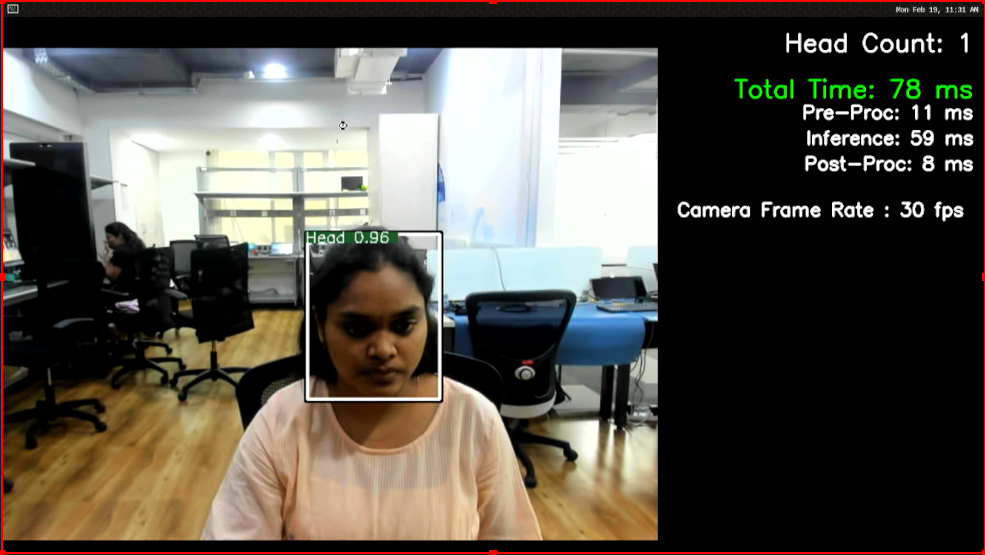 Mon Feb 19, 11:31 AM
Head Count: 1
Total Time: 78 ms
Pre-Proc: 11 ms
Inference: 59 ms
Post-Proc: 8 ms
Camera Frame Rate : 30 fps
Head 0.96